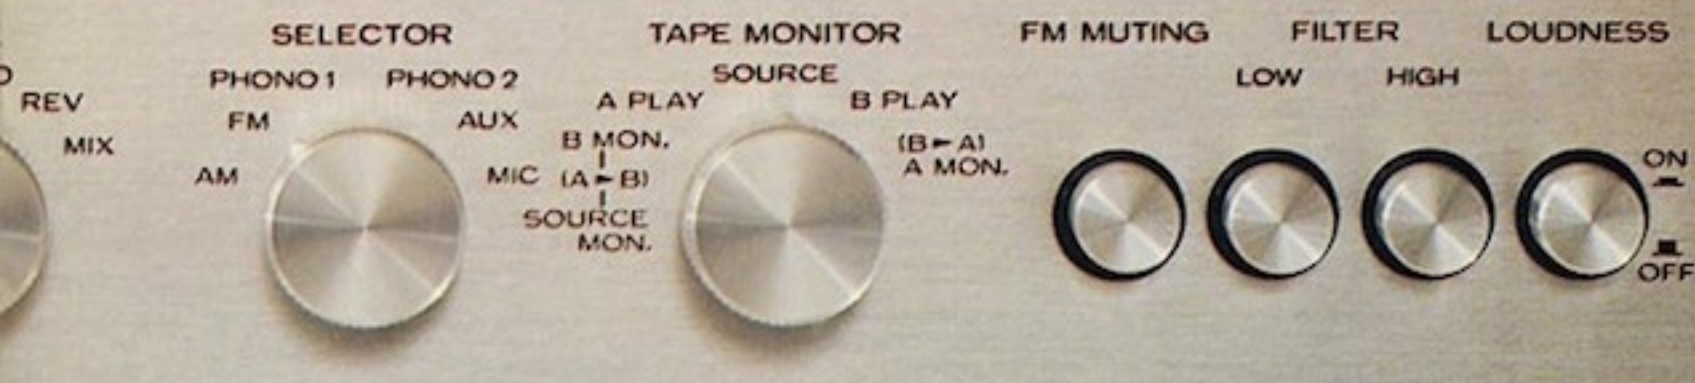 REV
MIX
SELECTOR
PHONO 1 PHONO 2
FM AUX
AM MIC
TAPE MONITOR
SOURCE
A PLAY B PLAY
B MON. (B►A)
(A►B) A MON.
SOURCE
MON.
FM MUTING
FILTER
LOW HIGH
LOUDNESS
ON
OFF